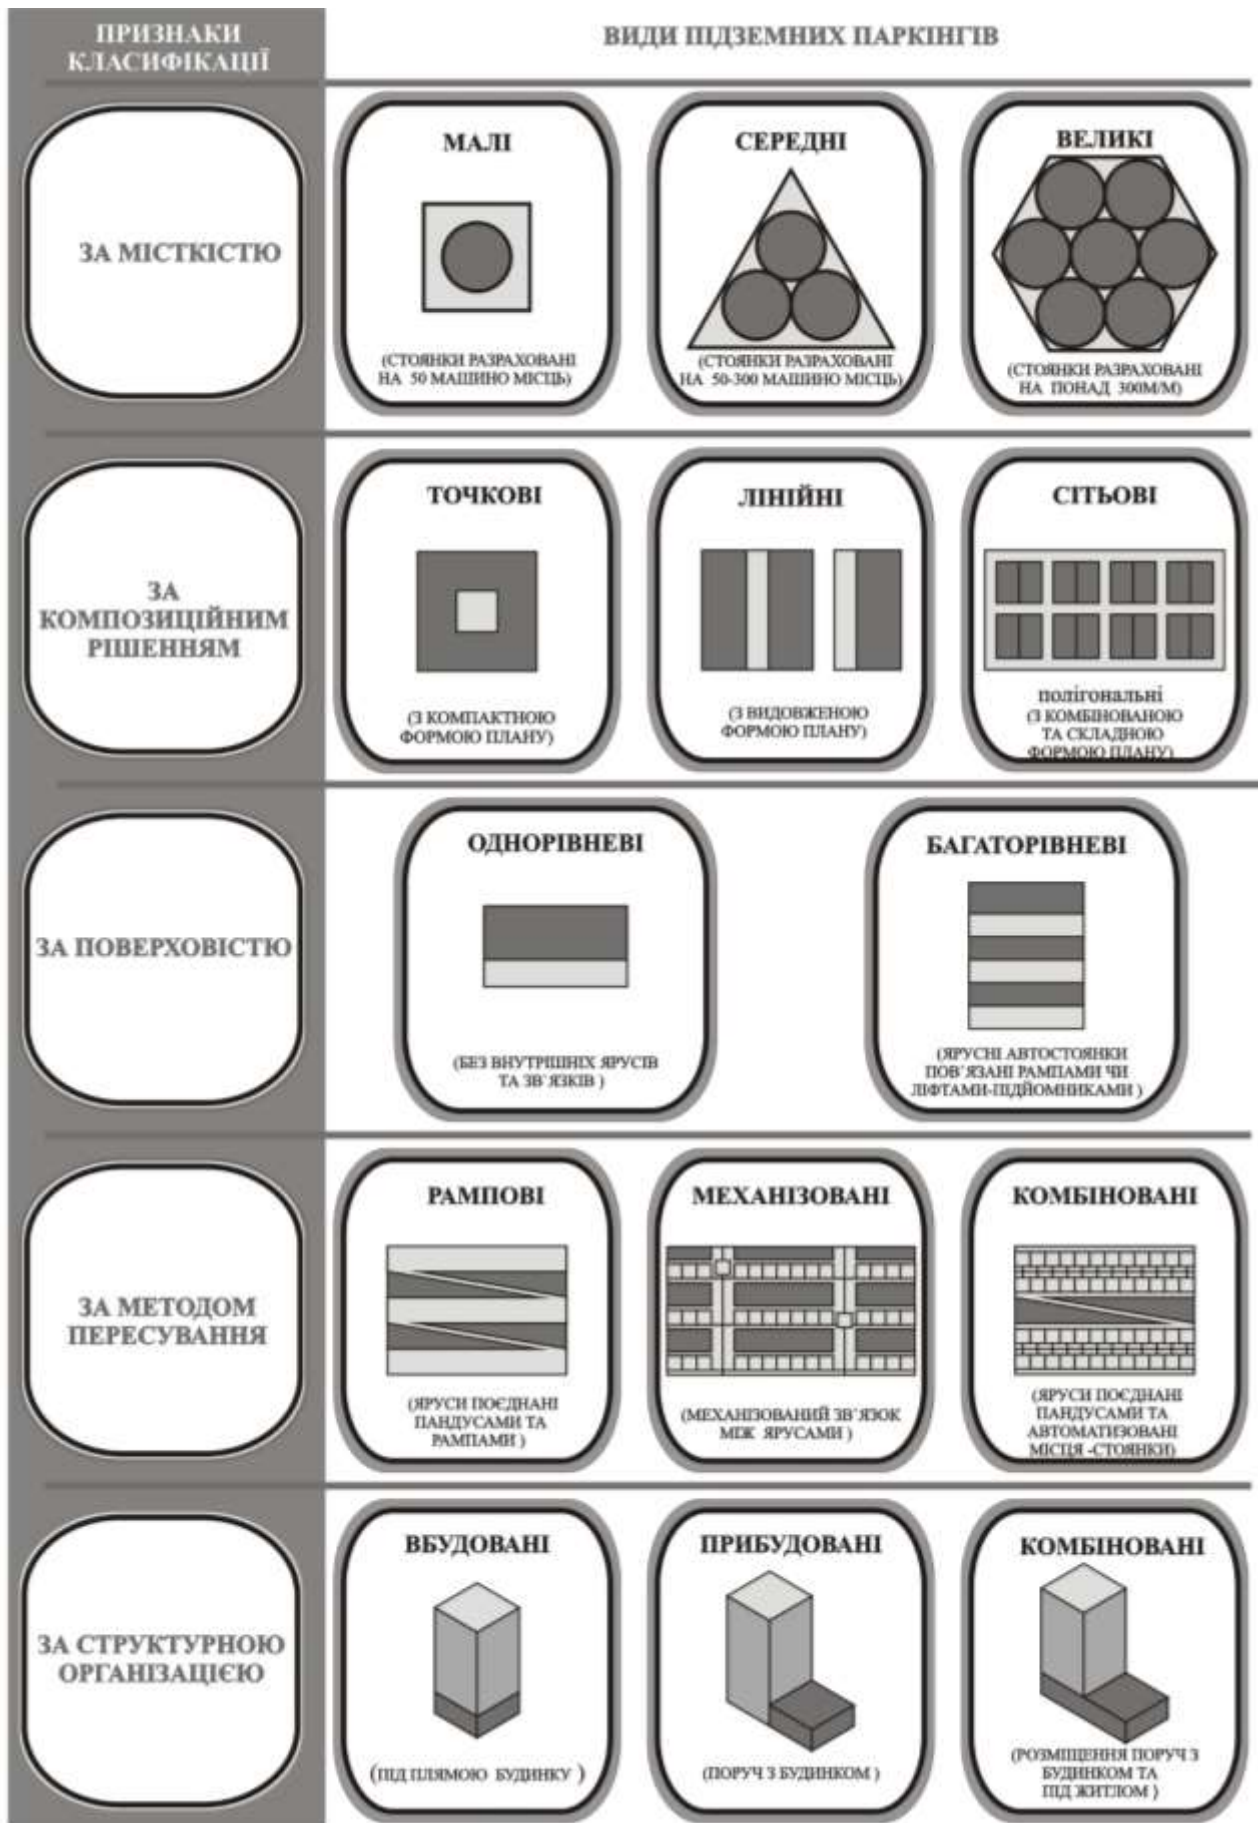 ПРИЗНАКИ
КЛАСИФІКАЦІЇ
ВИДИ ПІДЗЕМНИХ ПАРКІНГІВ
ЗА МІСТКІСТЮ
МАЛІ
(СТОЯНКИ РАЗРАХОВАНІ
НА 50 МАШИНО МІСЦЬ)
СЕРЕДНІ
(СТОЯНКИ РАЗРАХОВАНІ
НА 50-300 МАШИНО МІСЦЬ)
ВЕЛИКІ
(СТОЯНКИ РАЗРАХОВАНІ
НА ПОНАД 300М/М)
ЗА
КОМПОЗИЦІЙНИМ
РІШЕННЯМ
ТОЧКОВІ
(З КОМПАКТНОЮ
ФОРМОЮ ПЛАНУ)
ЛІНІЙНІ
(З ВИДОВЖЕНОЮ
ФОРМОЮ ПЛАНУ)
СІТЬОВІ
полігональні
(З КОМБІНОВАНОЮ
ТА СКЛАДНОЮ
ФОРМОЮ ПЛАНУ)
ЗА ПОВЕРХОВІСТЮ
ОДНОРІВНЕВІ
(БЕЗ ВНУТРІШНІХ ЯРУСІВ
ТА ЗВ`ЯЗКІВ )
БАГАТОРІВНЕВІ
(ЯРУСНІ АВТОСТОЯНКИ
ПОВ`ЯЗАНІ РАМПАМИ ЧИ
ЛІФТАМИ-ПІДЙОМНИКАМИ )
ЗА МЕТОДОМ
ПЕРЕСУВАННЯ
РАМПОВІ
(ЯРУСИ ПОЄДНАНІ
ПАНДУСАМИ ТА
РАМПАМИ )
МЕХАНІЗОВАНІ
(МЕХАНІЗОВАНИЙ ЗВ`ЯЗОК
МІЖ ЯРУСАМИ )
КОМБІНОВАНІ
(ЯРУСИ ПОЄДНАНІ
ПАНДУСАМИ ТА
АВТОМАТИЗОВАНІ
МІСЦЯ -СТОЯНКИ)
ЗА СТРУКТУРНОЮ
ОРГАНІЗАЦІЄЮ
ВБУДОВАНІ
(ПІД ПЛЯМОЮ БУДИНКУ )
ПРИБУДОВАНІ
(ПОРУЧ З БУДИНКОМ )
КОМБІНОВАНІ
(РОЗМІЩЕННЯ ПОРУЧ З
БУДИНКОМ ТА
ПІД ЖИТЛОМ )